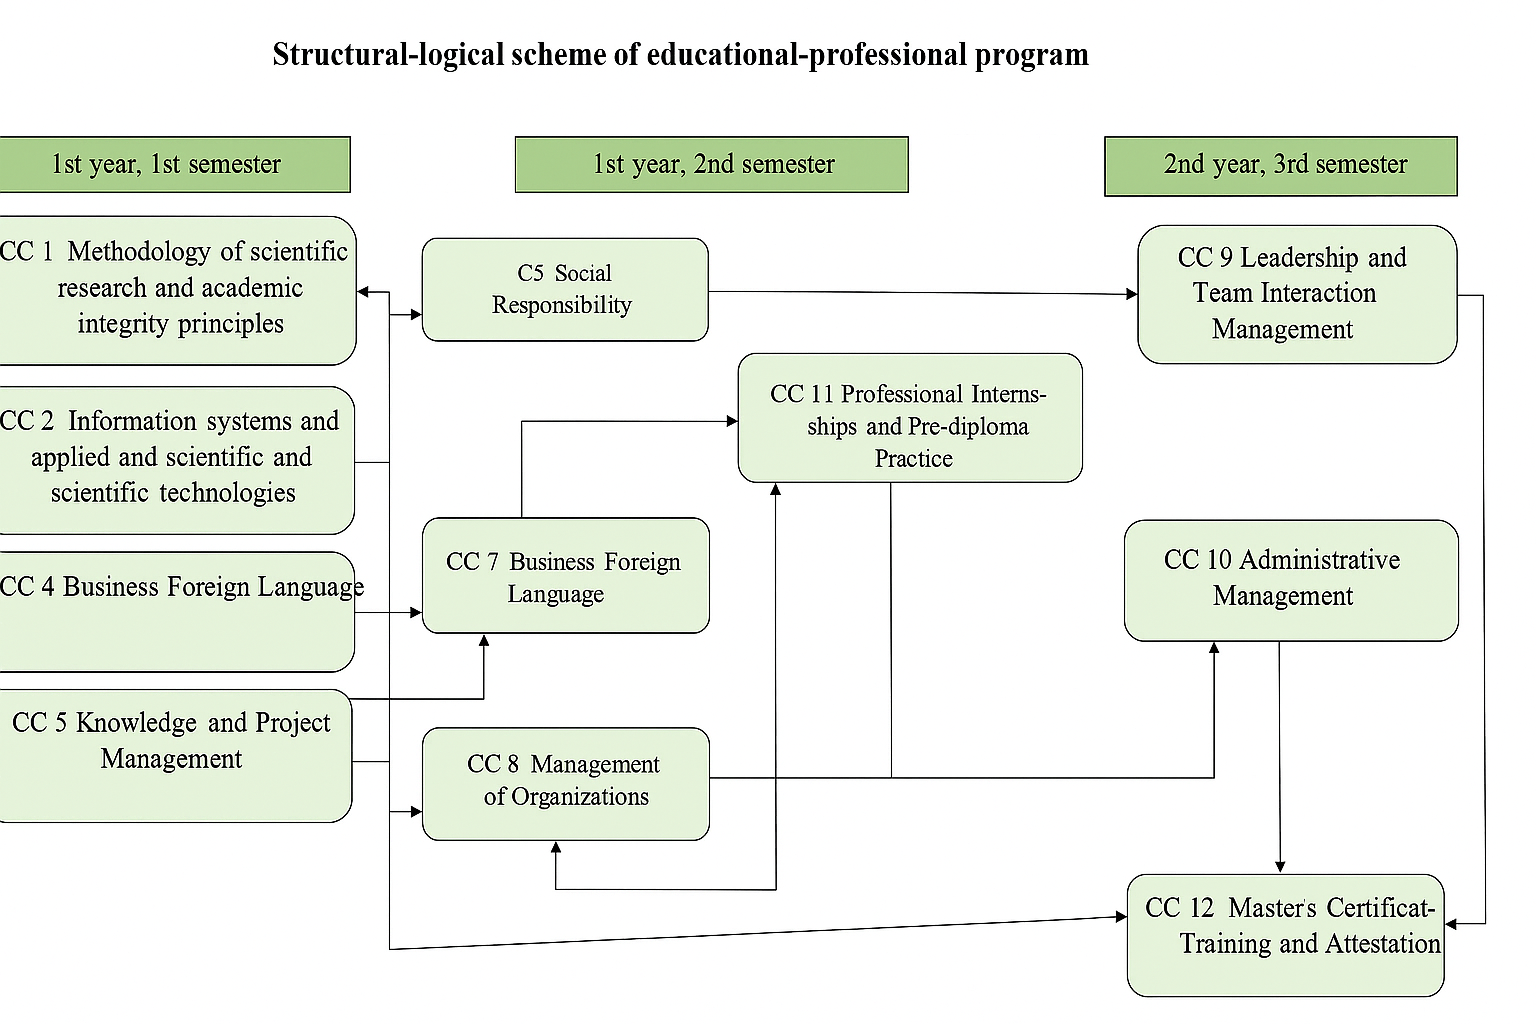 Structural-logical scheme of educational-professional program
1st year, 1st semester
1st year, 2nd semester
2nd year, 3rd semester
CC 1 Methodology of scientific
research and academic
integrity principles
CC 2 Information systems and
applied and scientific and
scientific technologies
CC 4 Business Foreign Language
CC 5 Knowledge and Project
Management
C5 Social
Responsibility
CC 11 Professional Interns-
ships and Pre-diploma
Practice
CC 7 Business Foreign
Language
CC 8 Management
of Organizations
CC 9 Leadership and
Team Interaction
Management
CC 10 Administrative
Management
CC 12 Master's Certificat-
Training and Attestation